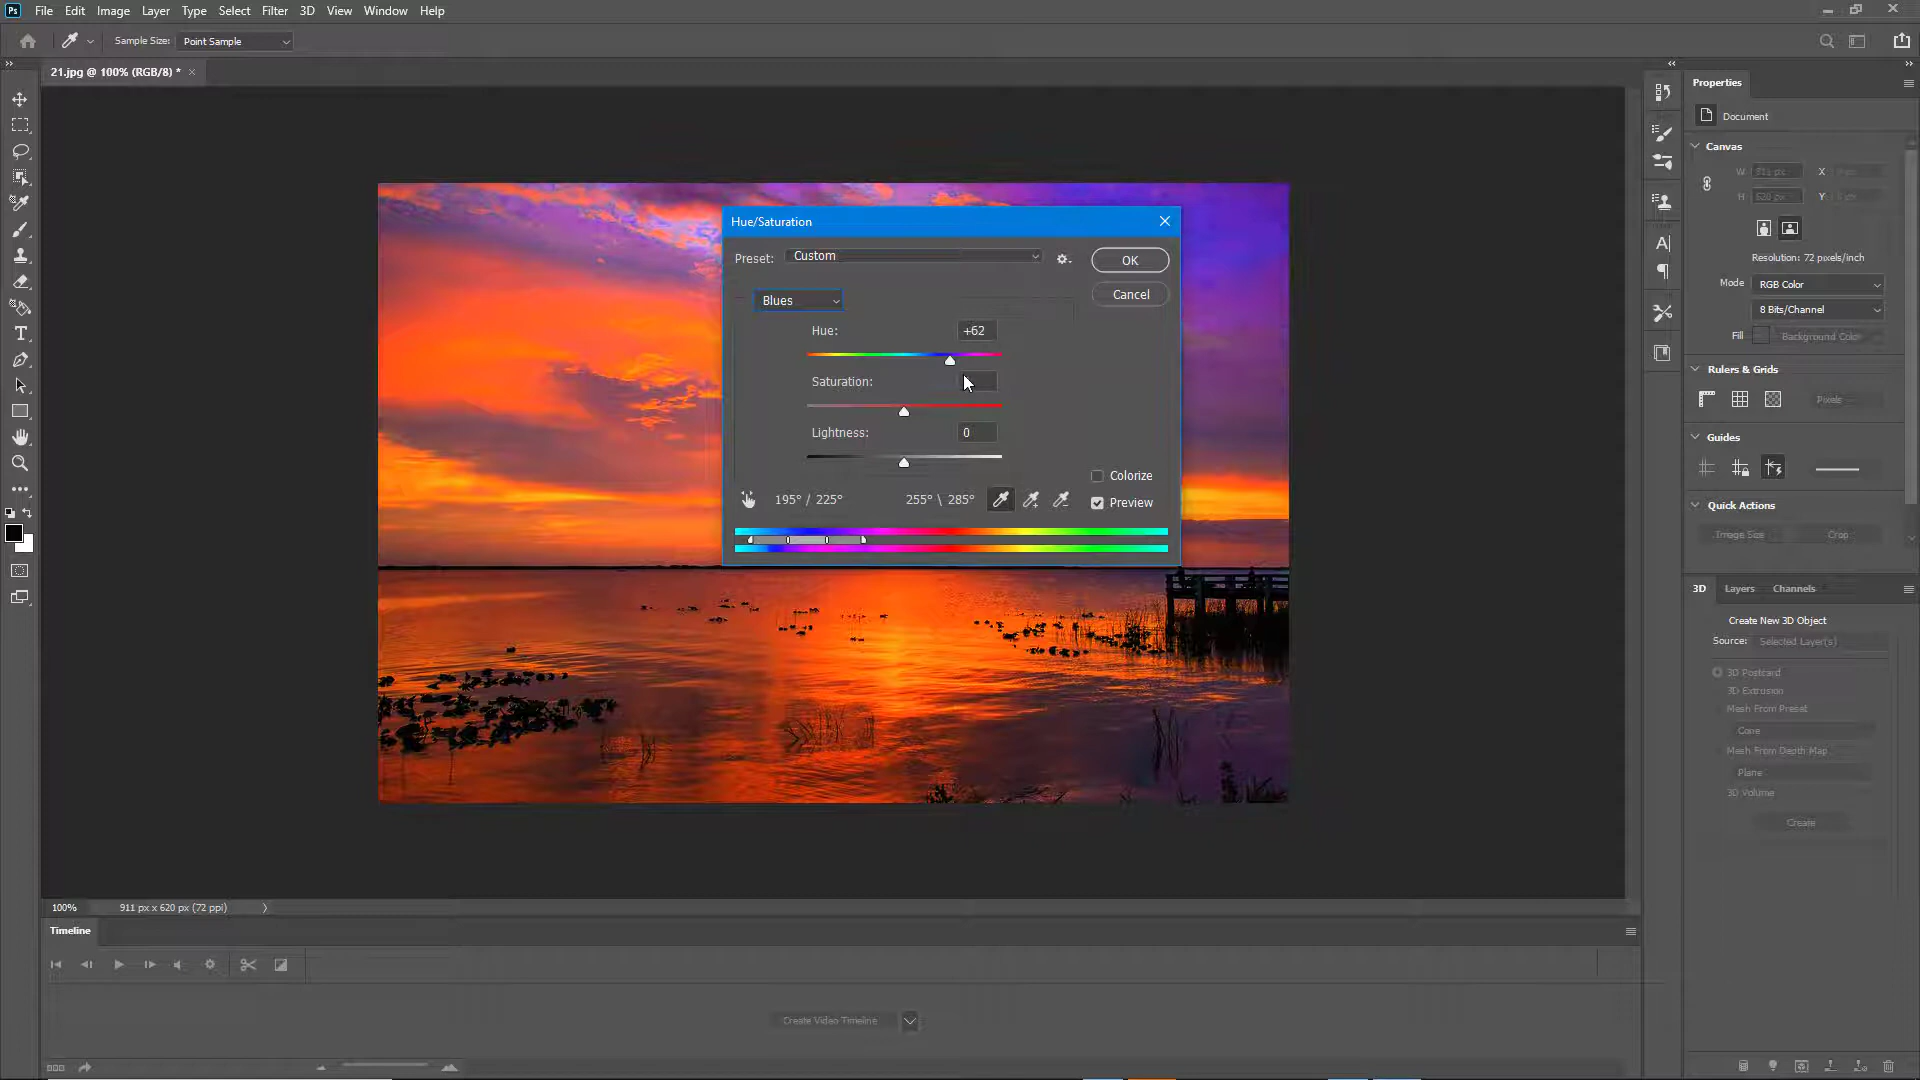 Ps File Edit Image Layer Type Select Filter 3D View Window Help
Sample Size: Point Sample
21.jpg @ 100% (RGB/8) *
Properties
Document
Canvas
W 911 px X
H 620 px Y
Resolution: 72 pixels/inch
Mode RGB Color
8 Bits/Channel
Fill Background Color
Rulers & Grids
Pixels
Guides
Quick Actions
Image Size Crop
3D Layers Channels
Create New 3D Object
Source: Selected Layer(s)
3D Postcard
3D Extrusion
Mesh From Preset
Cone
Mesh From Depth Map
Plane
3D Volume
Create
Hue/Saturation
Preset: Custom
OK
Blues
Cancel
Hue: +62
Saturation:
Lightness: 0
Colorize
195° / 225° 255° \ 285°
Preview
100% 911 px x 620 px (72 ppi)
Timeline
Create Video Timeline